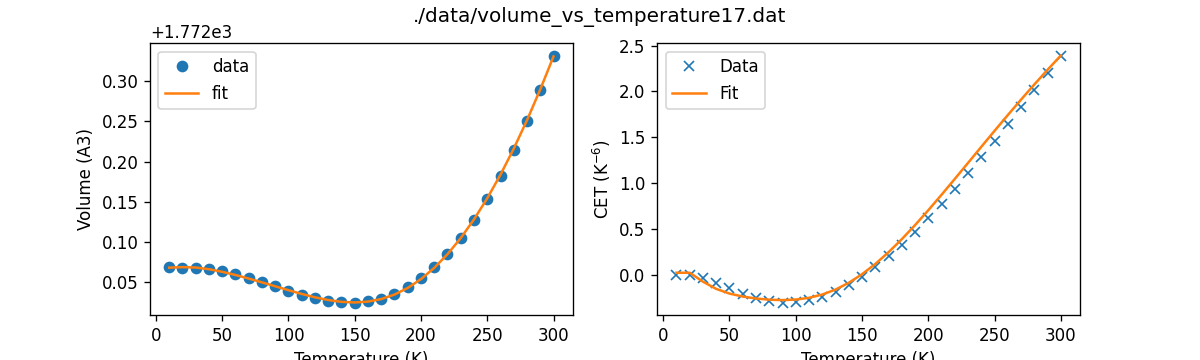 ./data/volume_vs_temperature17.dat
+1.772e3
data
fit
0.30
0.25
0.20
0.15
0.10
0.05
Volume (A3)
0 50 100 150 200 250 300
Temperature (K)
Data
Fit
2.5
2.0
1.5
1.0
0.5
0.0
CET (K⁻⁶)
0 50 100 150 200 250 300
Temperature (K)